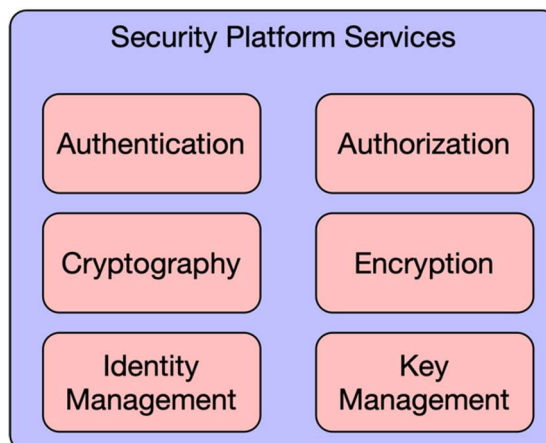 Security Platform Services
Authentication
Authorization
Cryptography
Encryption
Identity
Management
Key
Management